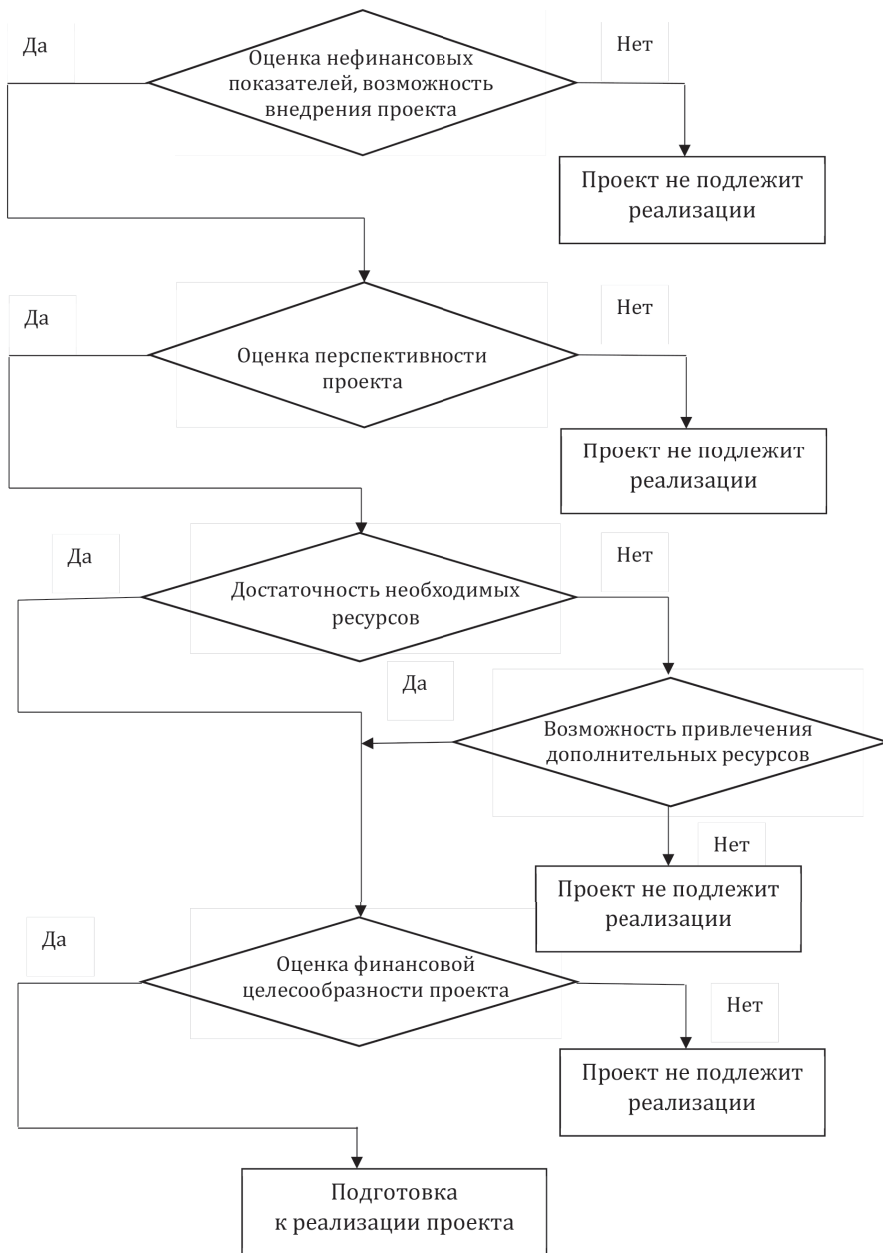 Да
Нет
Оценка нефинансовых
показателей, возможность
внедрения проекта
Проект не подлежит
реализации
Да
Нет
Оценка перспективности
проекта
Проект не подлежит
реализации
Да
Нет
Достаточность необходимых
ресурсов
Да
Возможность привлечения
дополнительных ресурсов
Нет
Проект не подлежит
реализации
Да
Оценка финансовой
целесообразности проекта
Нет
Проект не подлежит
реализации
Подготовка
к реализации проекта